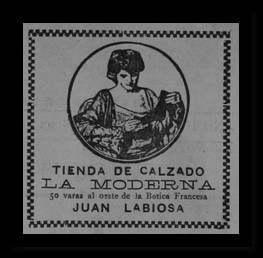 TIENDA DE CALZADO
LA MODERNA
50 varas al oeste de la Botica Francesa
JUAN LABIOSA